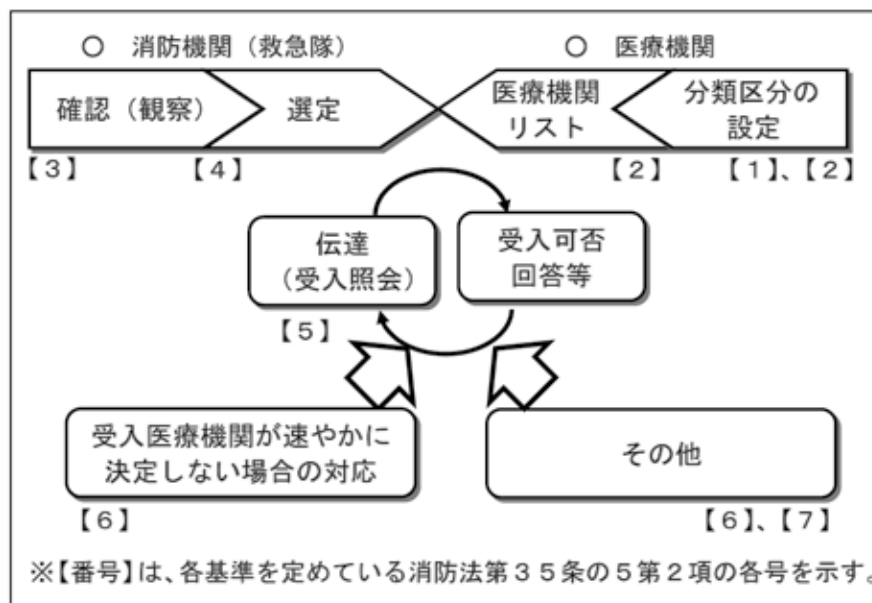 ○ 消防機関（救急隊）
○ 医療機関
確認（観察）
選定
医療機関
リスト
分類区分の
設定
【３】
【４】
【２】
【１】、【２】
伝達
（受入照会）
受入可否
回答等
【５】
受入医療機関が速やかに
決定しない場合の対応
その他
【６】
【６】、【７】
※【番号】は、各基準を定めている消防法第３５条の５第２項の各号を示す。